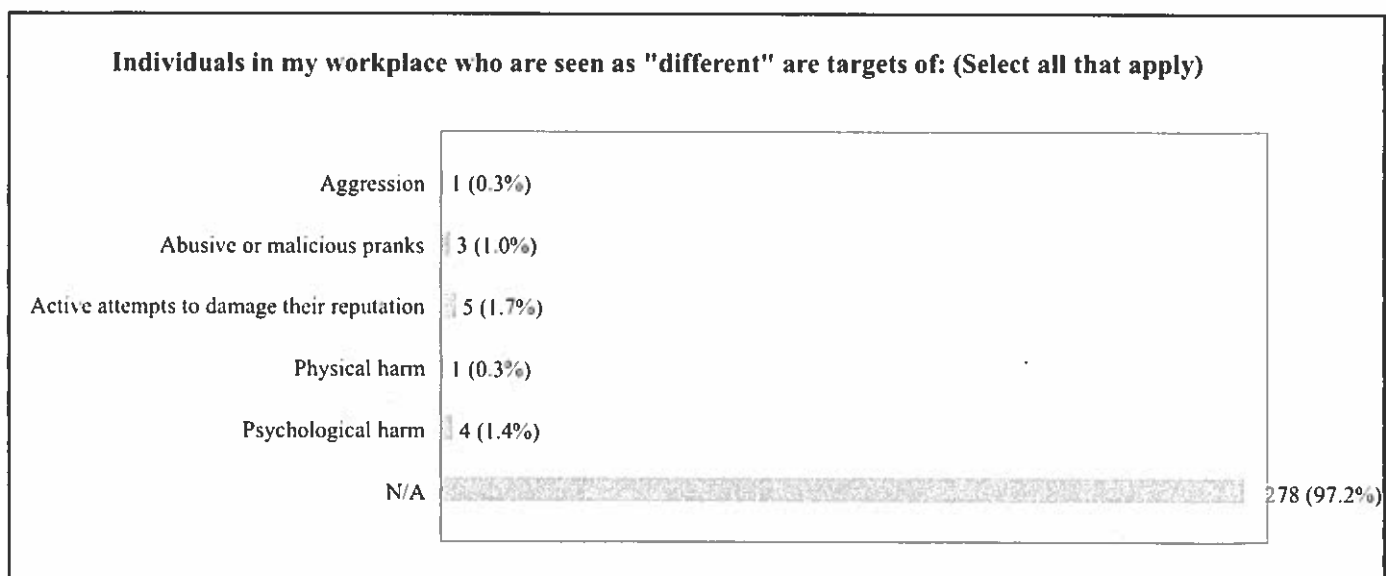 Individuals in my workplace who are seen as "different" are targets of: (Select all that apply)
Aggression 1 (0.3%)
Abusive or malicious pranks 3 (1.0%)
Active attempts to damage their reputation 5 (1.7%)
Physical harm 1 (0.3%)
Psychological harm 4 (1.4%)
N/A 278 (97.2%)